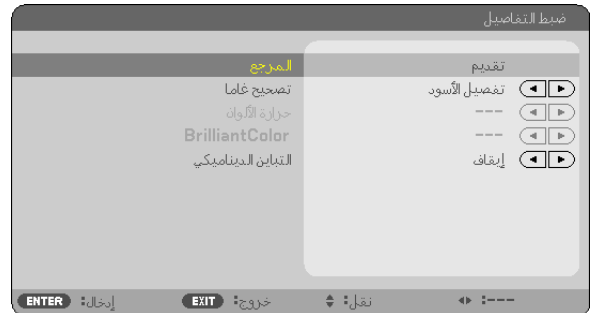 ضبط التفاصيل
المرجع تقديم
تصحيح غاما تفصيل الأسود
حرارة الألوان ---
BrilliantColor ---
التباين الديناميكي إيقاف
ENTER إدخال: EXIT خروج: نقل: ---: